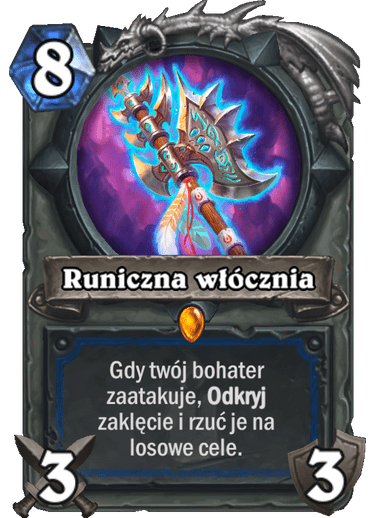 8
Runiczna włócznia
Gdy twój bohater
zaatakuje, Odkryj
zaklęcie i rzuć je na
losowe cele.
3
3